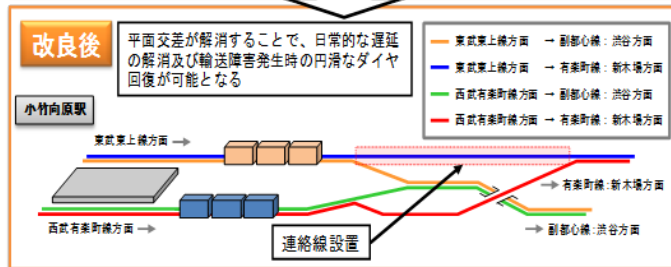 改良後
平面交差が解消することで、日常的な遅延
の解消及び輸送障害発生時の円滑なダイヤ
回復が可能となる
東武東上線方面 → 副都心線：渋谷方面
東武東上線方面 → 有楽町線：新木場方面
西武有楽町線方面 → 副都心線：渋谷方面
西武有楽町線方面 → 有楽町線：新木場方面
小竹向原駅
東武東上線方面
有楽町線：新木場方面
西武有楽町線方面
連絡線設置
副都心線：渋谷方面